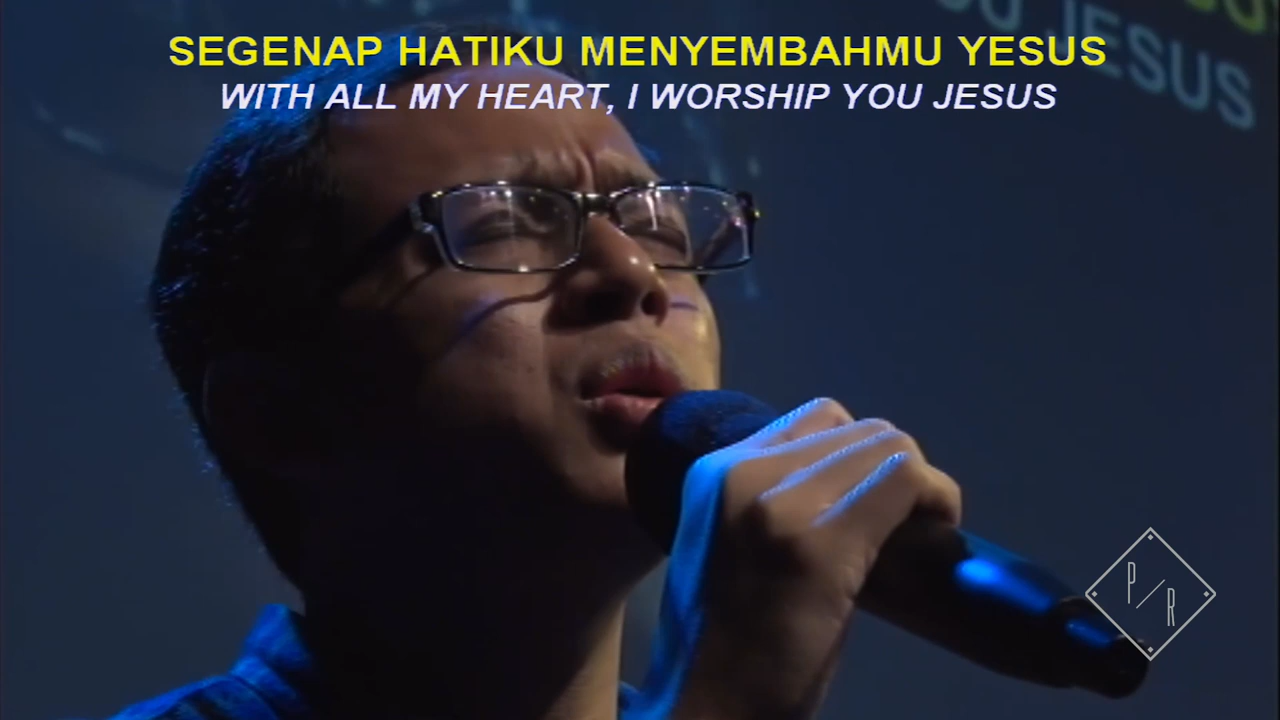 SEGENAP HATIKU MENYEMBAHMU YESUS
WITH ALL MY HEART, I WORSHIP YOU JESUS
JESUS
P/R